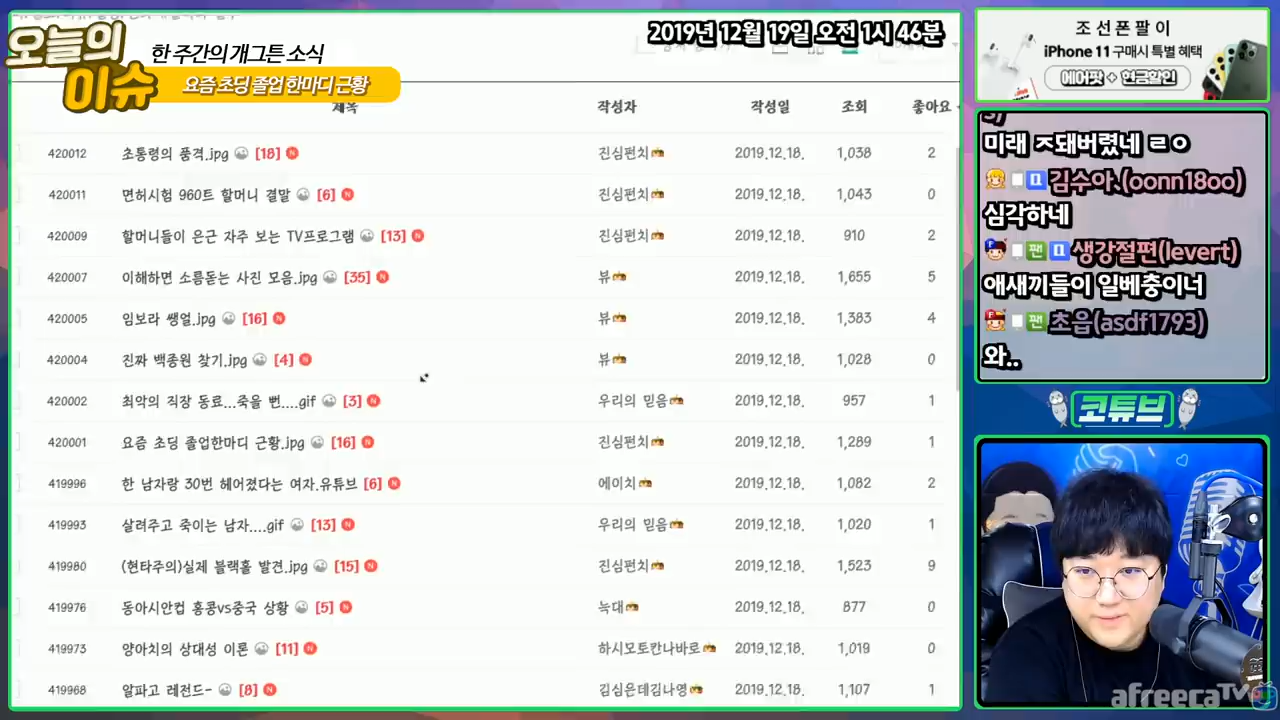 오늘의
이슈
한 주간의 개그튼 소식
요즘 초딩 졸업 한마디 근황
2019년 12월 19일 오전 1시 46분
제목 작성자 작성일 조회 좋아요
420012 초통령의 품격.jpg [18] N 진심펀치 2019.12.18. 1,038 2
420011 면허시험 960트 할머니 결말 [6] N 진심펀치 2019.12.18. 1,043 0
420009 할머니들이 은근 자주 보는 TV프로그램 [13] N 진심펀치 2019.12.18. 910 2
420007 이해하면 소름돋는 사진 모음.jpg [35] N 뷰 2019.12.18. 1,655 5
420005 임보라 쌩얼.jpg [16] N 뷰 2019.12.18. 1,383 4
420004 진짜 백종원 찾기.jpg [4] N 뷰 2019.12.18. 1,028 0
420002 최악의 직장 동료...죽을 뻔....gif [3] N 우리의 믿음 2019.12.18. 957 1
420001 요즘 초딩 졸업한마디 근황.jpg [16] N 진심펀치 2019.12.18. 1,289 1
419996 한 남자랑 30번 헤어졌다는 여자.유튜브 [6] N 에이치 2019.12.18. 1,082 2
419993 살려주고 죽이는 남자....gif [13] N 우리의 믿음 2019.12.18. 1,020 1
419980 (현타주의)실제 블랙홀 발견.jpg [15] N 진심펀치 2019.12.18. 1,523 9
419976 동아시안컵 홍콩vs중국 상황 [5] N 늑대 2019.12.18. 877 0
419973 양아치의 상대성 이론 [11] N 하시모토칸나바로 2019.12.18. 1,019 0
419968 알파고 레전드- [8] N 김심은데김나영 2019.12.18. 1,107 1
조선폰팔이
iPhone 11 구매시 특별 혜택
에어팟 + 현금할인
미래 ㅈ돼버렸네 ㄹㅇ
김수아.(oonn18oo)
심각하네
팬 생강절편(levert)
애새끼들이 일베충이너
팬 초읍(asdf1793)
와..
코튜브
afreecaTV